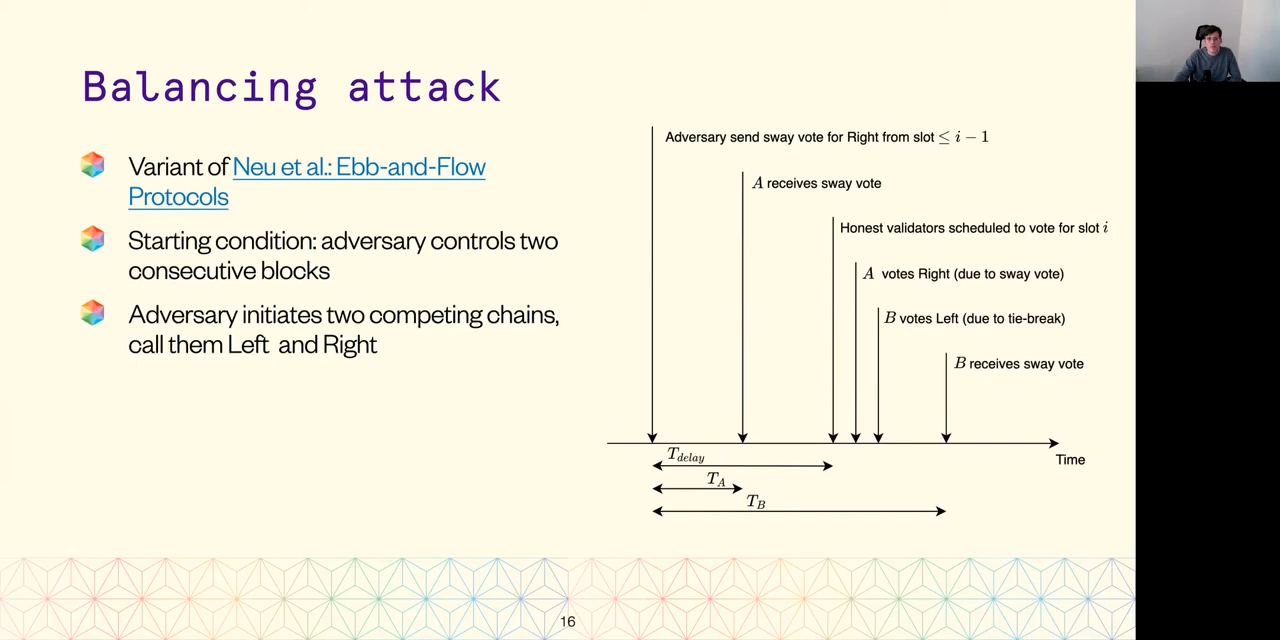 Balancing attack
Variant of Neu et al.: Ebb-and-Flow
Protocols
Starting condition: adversary controls two
consecutive blocks
Adversary initiates two competing chains,
call them Left and Right
Adversary send sway vote for Right from slot ≤ i − 1
A receives sway vote
Honest validators scheduled to vote for slot i
A votes Right (due to sway vote)
B votes Left (due to tie-break)
B receives sway vote
Time
T_delay
T_A
T_B
16